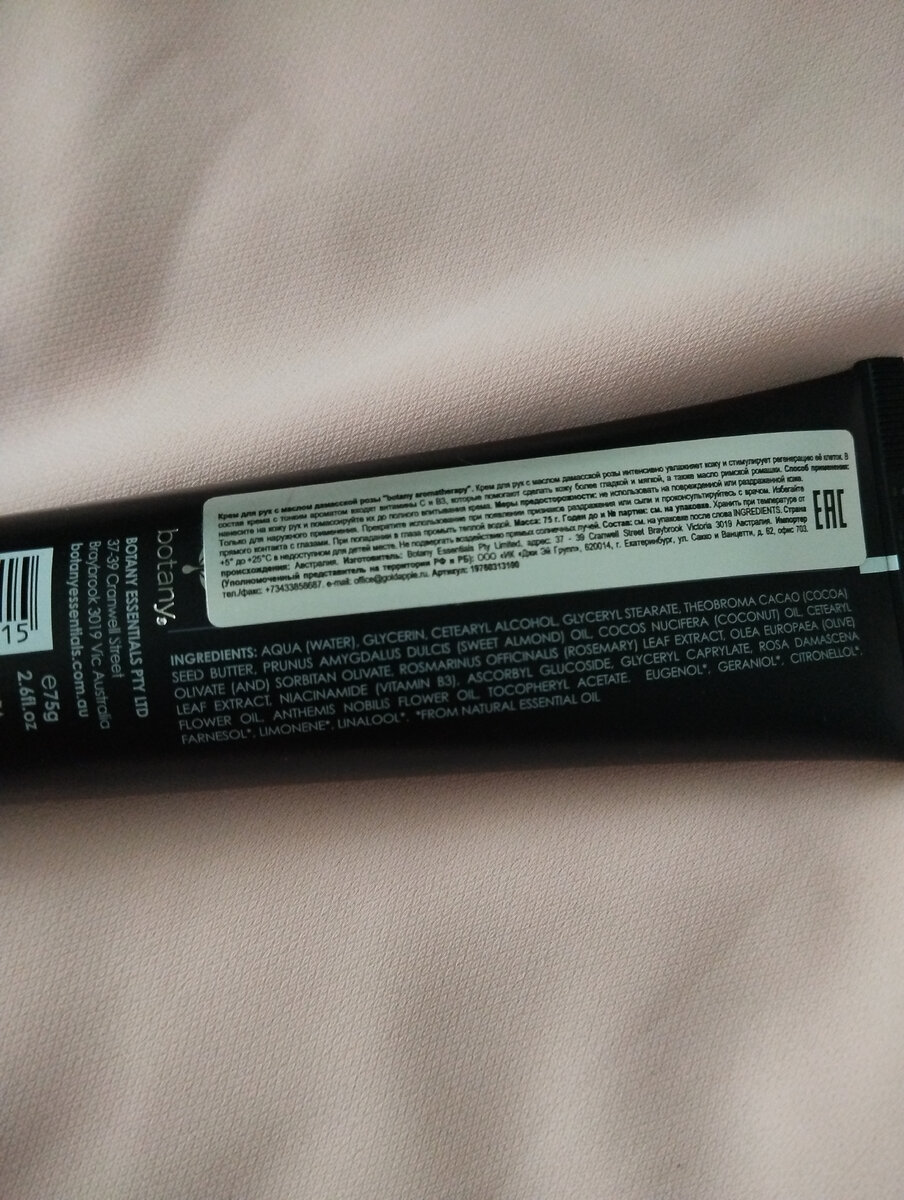 Крем для рук с маслом дамасской розы "botany aromatherapy". Крем для рук с маслом дамасской розы интенсивно увлажняет кожу и стимулирует регенерацию её клеток. В
состав крема с тонким ароматом входят витамины С и В3, которые помогают сделать кожу более гладкой и мягкой, а также масло римской ромашки. Способ применения:
нанесите на кожу рук и помассируйте их до полного впитывания крема. Меры предосторожности: не использовать на поврежденной или раздраженной коже.
Только для наружного применения. Прекратите использование при появлении признаков раздражения или сыпи и проконсультируйтесь с врачом. Избегайте
прямого контакта с глазами. При попадании в глаза промыть теплой водой. Масса: 75 г. Годен до и № партии: см. на упаковке. Хранить при температуре от
+5° до +25°С в недоступном для детей месте. Не подвергать воздействию прямых солнечных лучей. Состав: см. на упаковке после слова INGREDIENTS. Страна
происхождения: Австралия. Изготовитель: Botany Essentials Pty Limited, адрес: 37 - 39 Cranwell Street Braybrook Victoria 3019 Австралия. Импортер
(Уполномоченный представитель на территории РФ и РБ): ООО «ИК «Джи Эй Групп», 620014, г. Екатеринбург, ул. Сакко и Ванцетти, д. 62, офис 703.
тел./факс: +73433858687. e-mail: office@goldapple.ru. Артикул: 19760313100
EAC
botany
INGREDIENTS: AQUA (WATER), GLYCERIN, CETEARYL ALCOHOL, GLYCERYL STEARATE, THEOBROMA CACAO (COCOA)
SEED BUTTER, PRUNUS AMYGDALUS DULCIS (SWEET ALMOND) OIL, COCOS NUCIFERA (COCONUT) OIL, CETEARYL
OLIVATE (AND) SORBITAN OLIVATE, ROSMARINUS OFFICINALIS (ROSEMARY) LEAF EXTRACT, OLEA EUROPAEA (OLIVE)
LEAF EXTRACT, NIACINAMIDE (VITAMIN B3), ASCORBYL GLUCOSIDE, GLYCERYL CAPRYLATE, ROSA DAMASCENA
FLOWER OIL, ANTHEMIS NOBILIS FLOWER OIL, TOCOPHERYL ACETATE. EUGENOL*, GERANIOL*, CITRONELLOL*,
FARNESOL*, LIMONENE*, LINALOOL*. *FROM NATURAL ESSENTIAL OIL
BOTANY ESSENTIALS PTY LTD
37-39 Cranwell Street
Braybrook 3019 Vic, Australia
botanyessentials.com.au
15
℮75g
2.6fl.oz